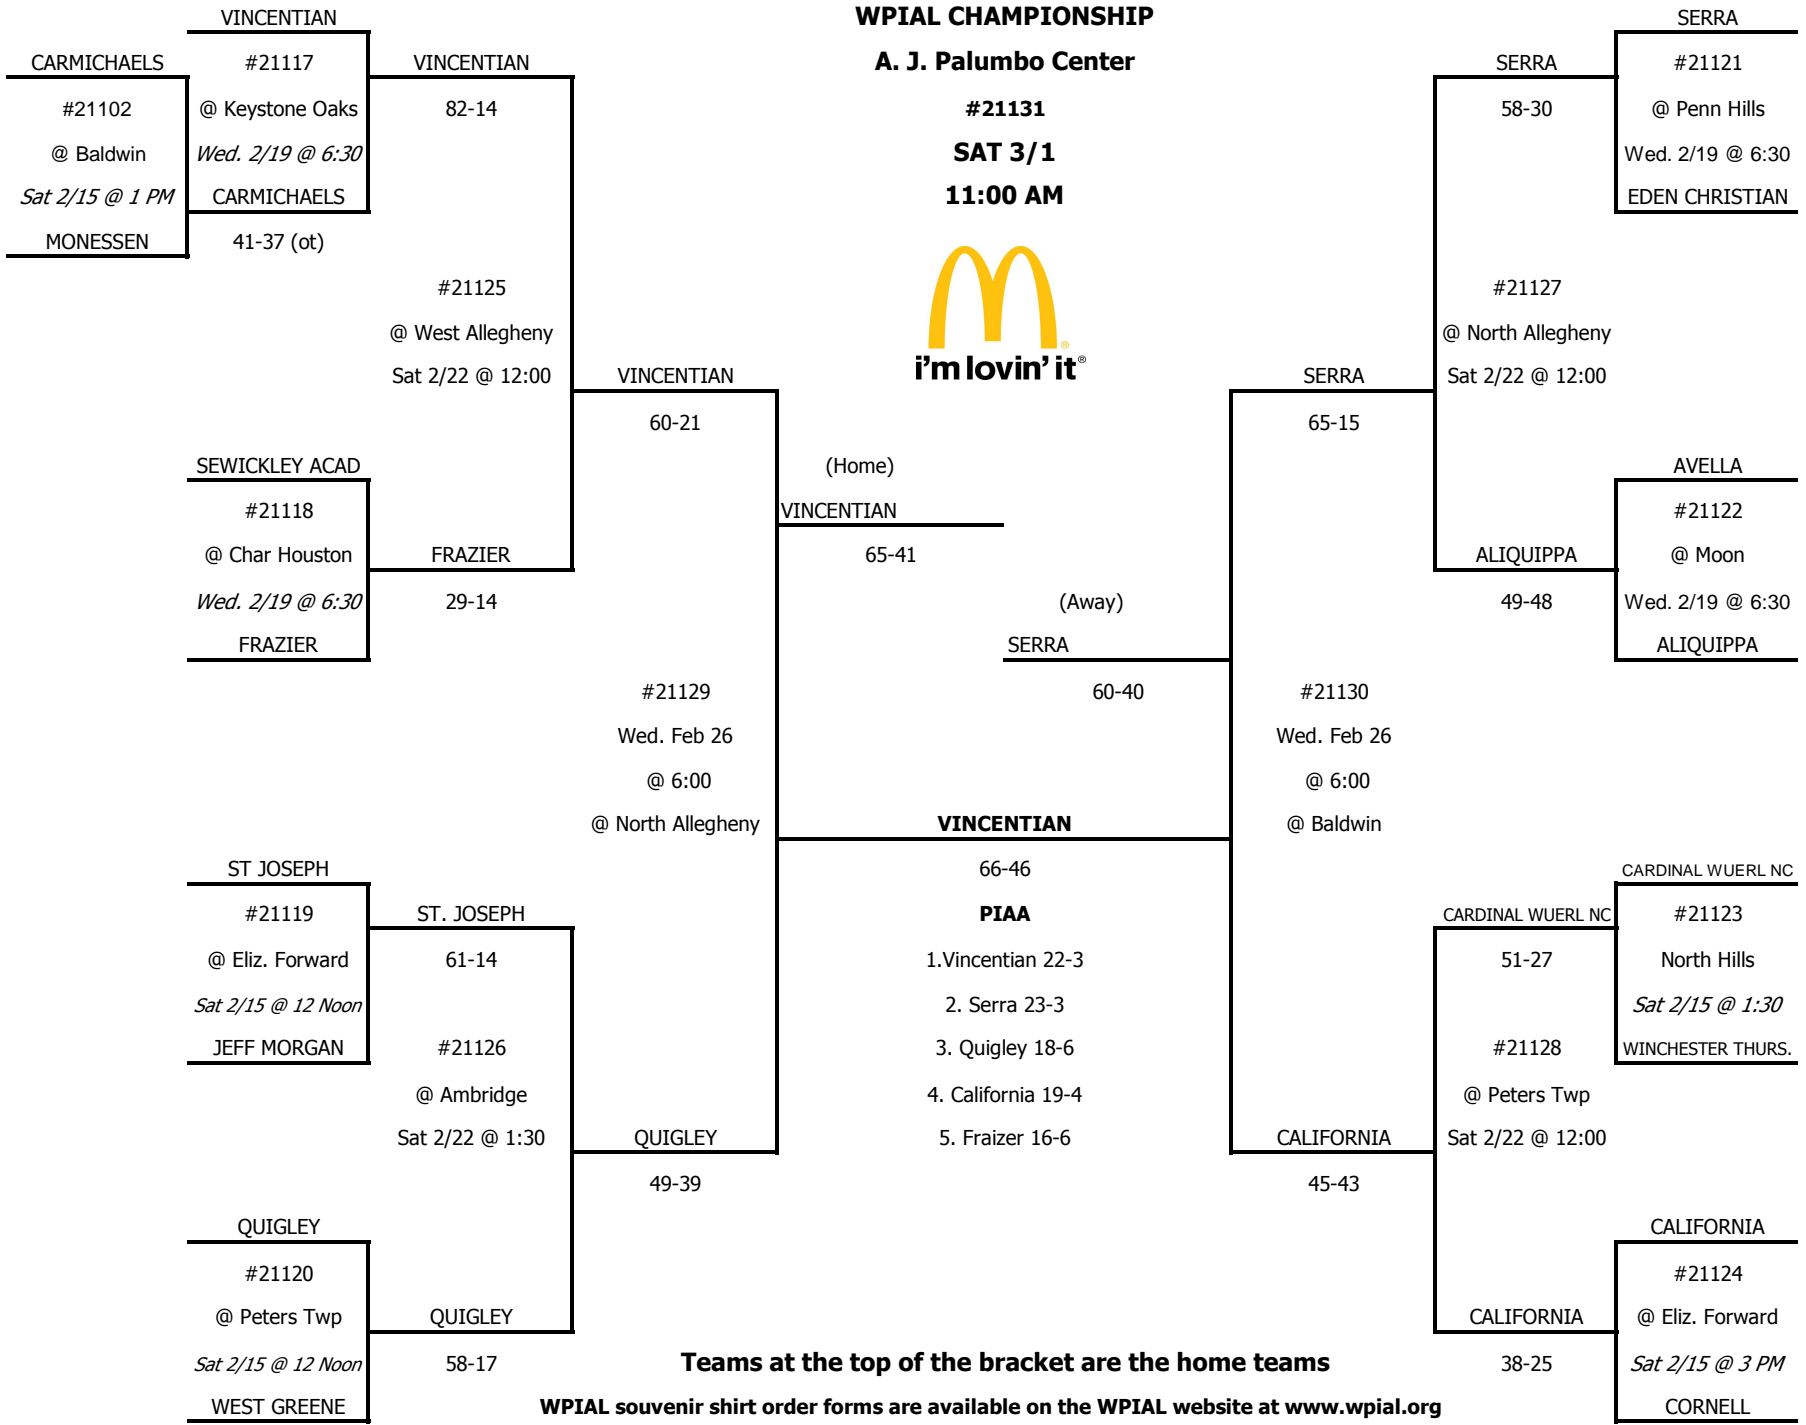 VINCENTIAN
WPIAL CHAMPIONSHIP
SERRA
CARMICHAELS
#21117
VINCENTIAN
A. J. Palumbo Center
SERRA
#21121
#21102
@ Keystone Oaks
82-14
#21131
58-30
@ Penn Hills
@ Baldwin
Wed. 2/19 @ 6:30
SAT 3/1
Wed. 2/19 @ 6:30
Sat 2/15 @ 1 PM
CARMICHAELS
11:00 AM
EDEN CHRISTIAN
MONESSEN
41-37 (ot)
#21125
#21127
@ West Allegheny
@ North Allegheny
i'm lovin' it®
Sat 2/22 @ 12:00
VINCENTIAN
SERRA
Sat 2/22 @ 12:00
60-21
65-15
SEWICKLEY ACAD
(Home)
AVELLA
#21118
VINCENTIAN
#21122
@ Char Houston
FRAZIER
65-41
ALIQUIPPA
@ Moon
Wed. 2/19 @ 6:30
29-14
(Away)
49-48
Wed. 2/19 @ 6:30
FRAZIER
SERRA
ALIQUIPPA
#21129
60-40
#21130
Wed. Feb 26
Wed. Feb 26
@ 6:00
@ 6:00
@ North Allegheny
VINCENTIAN
@ Baldwin
ST JOSEPH
66-46
CARDINAL WUERL NC
#21119
ST. JOSEPH
PIAA
CARDINAL WUERL NC
#21123
@ Eliz. Forward
61-14
1.Vincentian 22-3
51-27
North Hills
Sat 2/15 @ 12 Noon
2. Serra 23-3
Sat 2/15 @ 1:30
JEFF MORGAN
#21126
3. Quigley 18-6
#21128
WINCHESTER THURS.
@ Ambridge
4. California 19-4
@ Peters Twp
Sat 2/22 @ 1:30
QUIGLEY
5. Fraizer 16-6
CALIFORNIA
Sat 2/22 @ 12:00
49-39
45-43
QUIGLEY
CALIFORNIA
#21120
#21124
@ Peters Twp
QUIGLEY
CALIFORNIA
@ Eliz. Forward
Sat 2/15 @ 12 Noon
58-17
Teams at the top of the bracket are the home teams
38-25
Sat 2/15 @ 3 PM
WEST GREENE
WPIAL souvenir shirt order forms are available on the WPIAL website at www.wpial.org
CORNELL